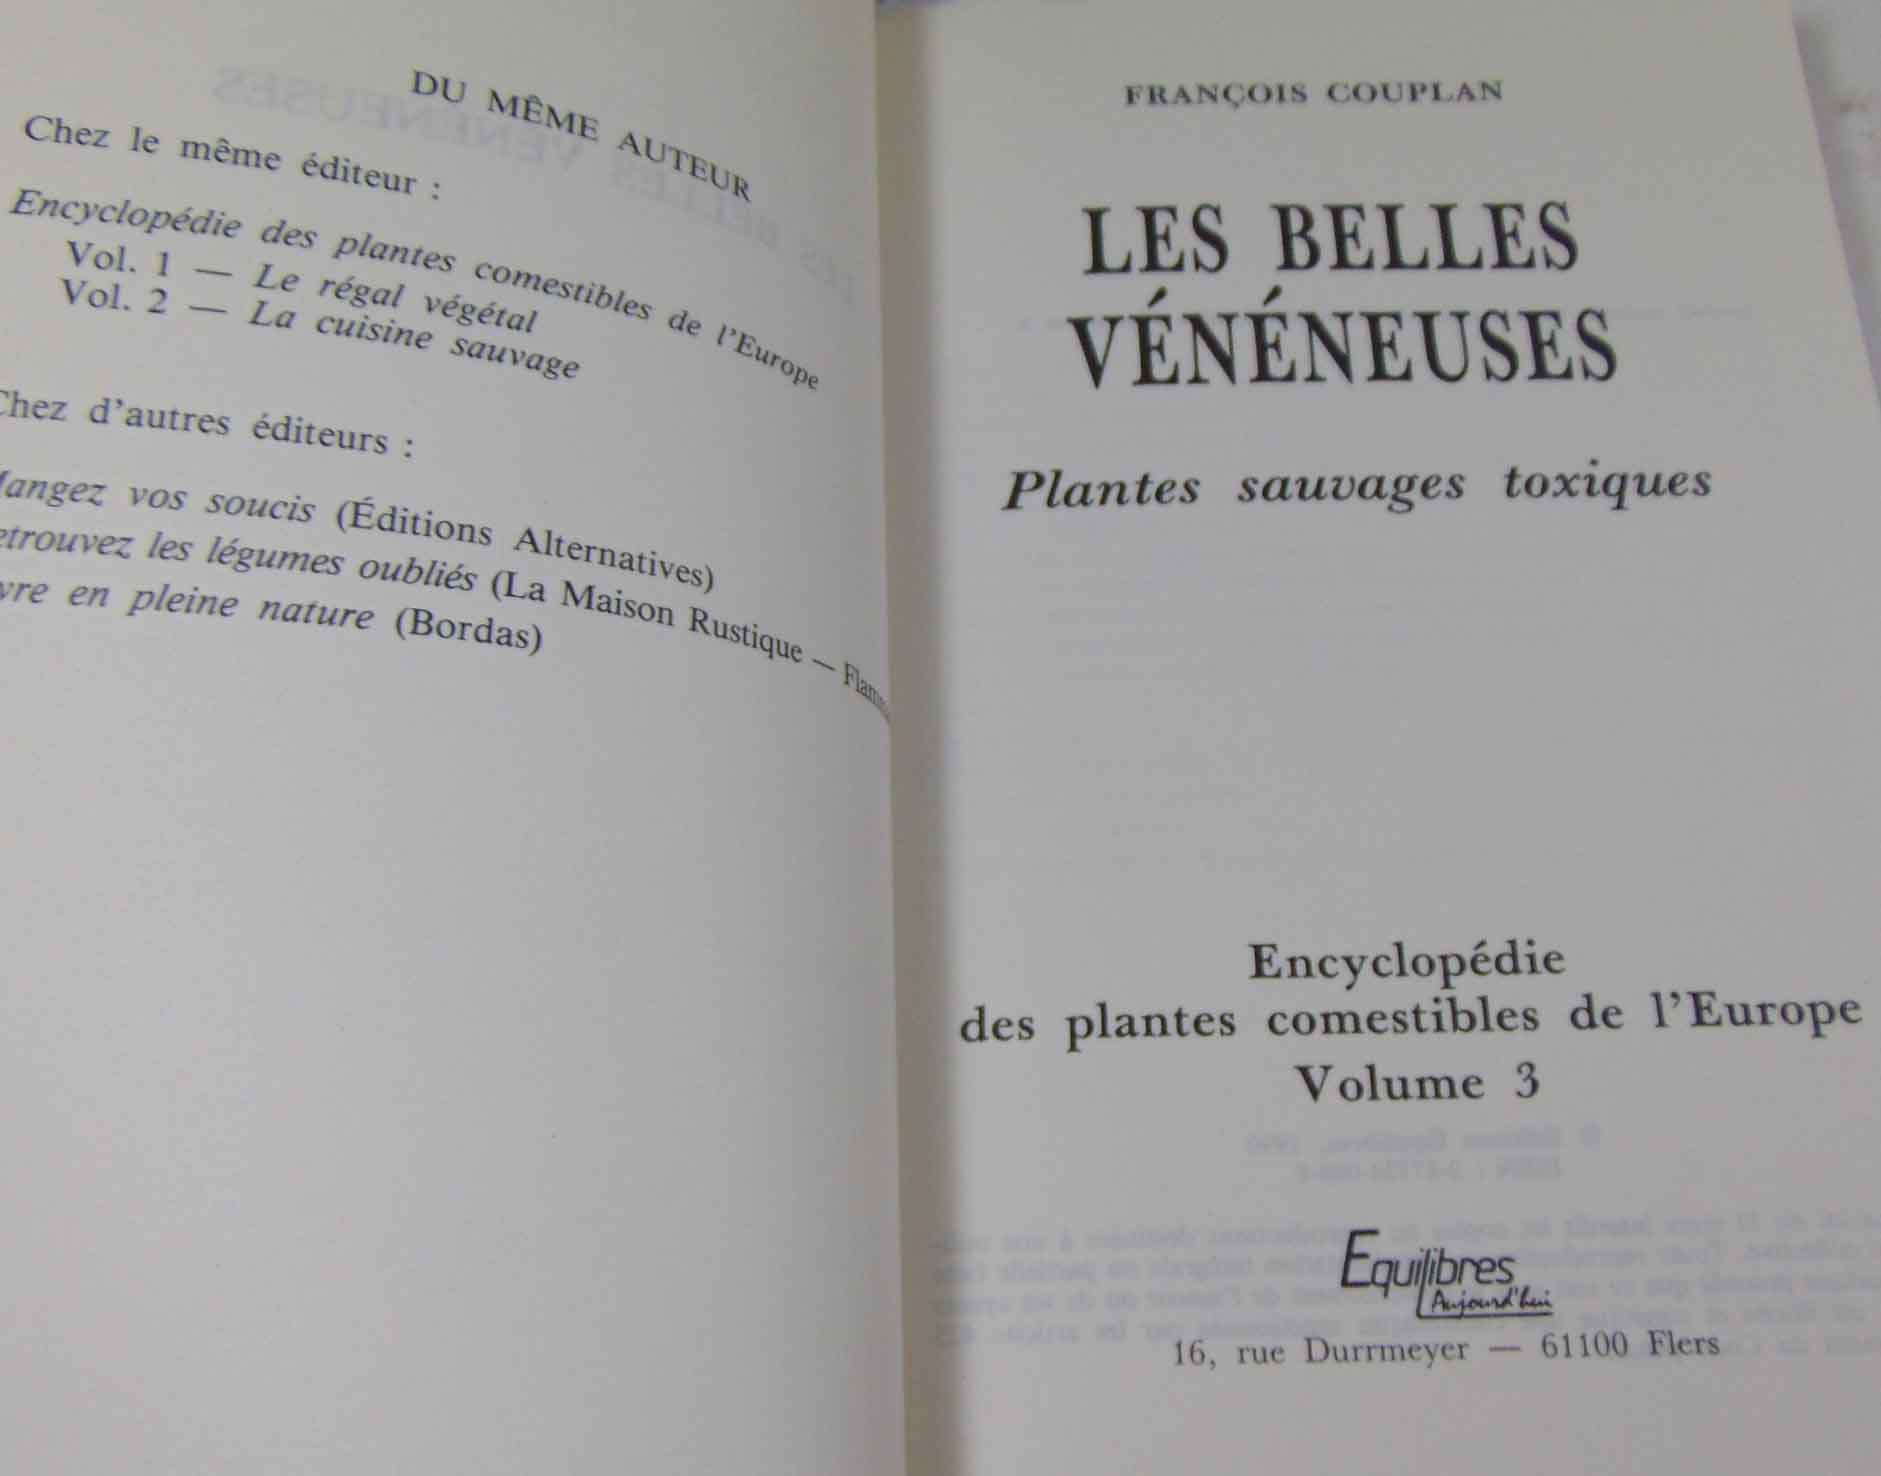 DU MÊME AUTEUR
Chez le même éditeur :
Encyclopédie des plantes comestibles de l'Europe
Vol. 1 — Le régal végétal
Vol. 2 — La cuisine sauvage
Chez d'autres éditeurs :
Mangez vos soucis (Éditions Alternatives)
etrouvez les légumes oubliés (La Maison Rustique — Flamma
vre en pleine nature (Bordas)
FRANÇOIS COUPLAN
LES BELLES
VÉNÉNEUSES
Plantes sauvages toxiques
Encyclopédie
des plantes comestibles de l'Europe
Volume 3
Equilibres
Aujourd'hui
16, rue Durrmeyer — 61100 Flers